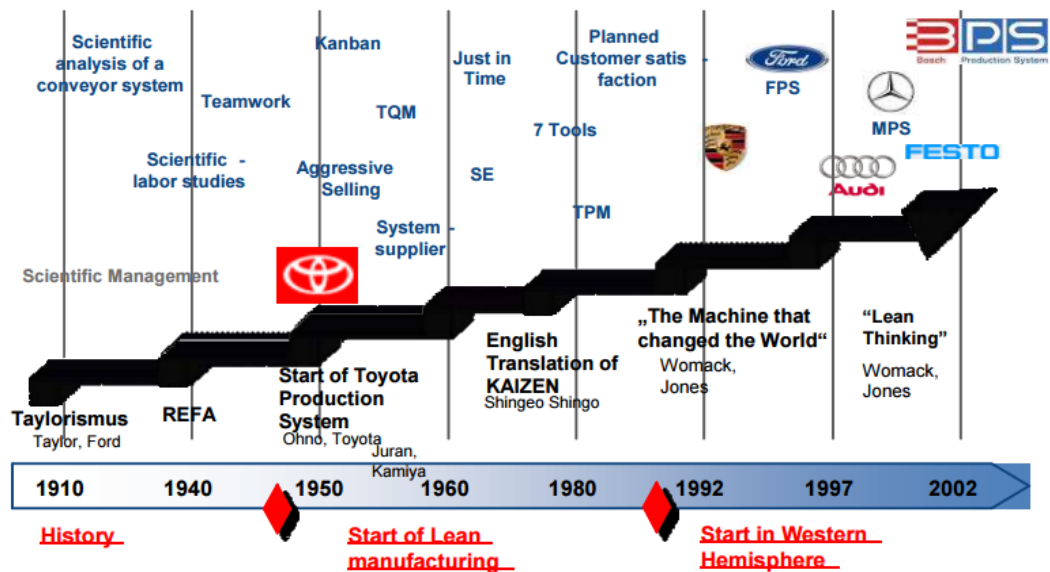 Scientific
analysis of a
conveyor system
Teamwork
Scientific -
labor studies
Scientific Management
Kanban
TQM
Aggressive
Selling
System -
supplier
Just in
Time
SE
Planned
Customer satis -
faction
7 Tools
TPM
Ford
FPS
BPS
Bosch Production System
MPS
FESTO
Audi
Taylorismus
Taylor, Ford
REFA
Start of Toyota
Production
System
Ohno, Toyota
Juran,
Kamiya
English
Translation of
KAIZEN
Shingeo Shingo
„The Machine that
changed the World“
Womack,
Jones
“Lean
Thinking”
Womack,
Jones
1910 1940 1950 1960 1980 1992 1997 2002
History
Start of Lean
manufacturing
Start in Western
Hemisphere